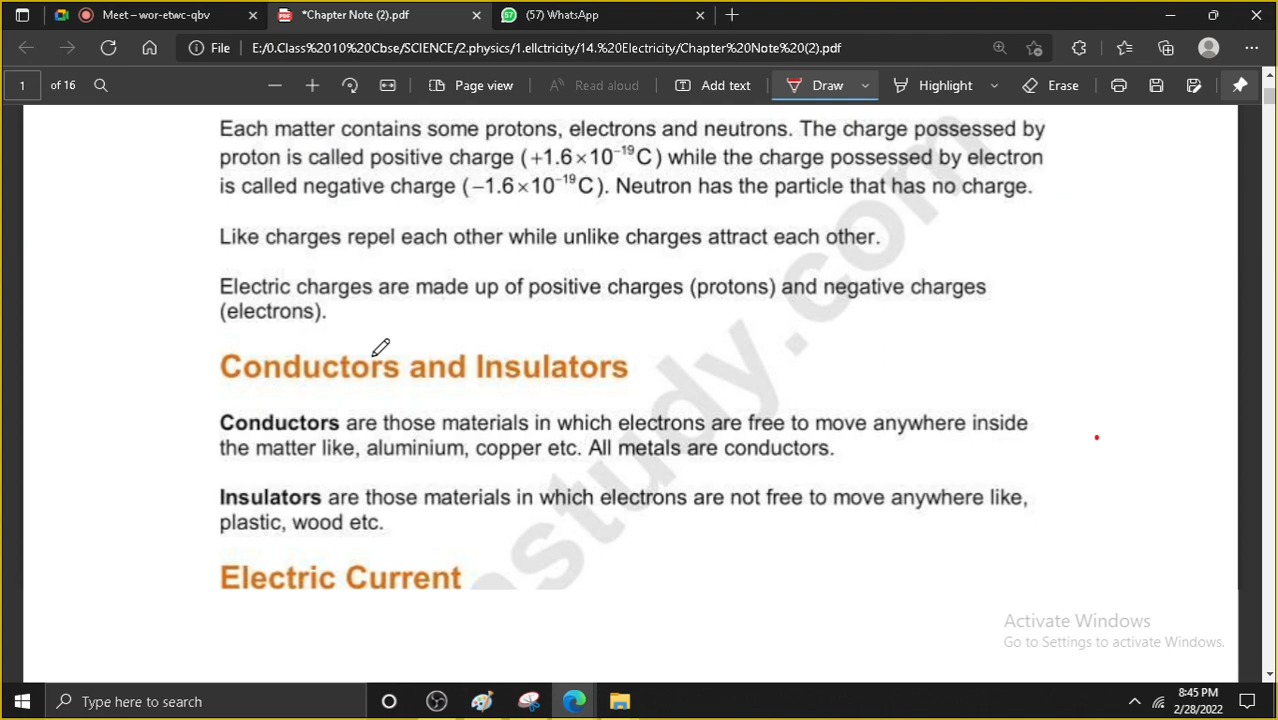 Meet – wor-etwc-qbv
*Chapter Note (2).pdf
(57) WhatsApp
File
E:/0.Class%2010%20Cbse/SCIENCE/2.physics/1.ellctricity/14.%20Electricity/Chapter%20Note%20(2).pdf
1 of 16
Page view
Read aloud
Add text
Draw
Highlight
Erase
Each matter contains some protons, electrons and neutrons. The charge possessed by
proton is called positive charge (+1.6×10⁻¹⁹C) while the charge possessed by electron
is called negative charge (−1.6×10⁻¹⁹C). Neutron has the particle that has no charge.
Like charges repel each other while unlike charges attract each other.
Electric charges are made up of positive charges (protons) and negative charges
(electrons).
Conductors and Insulators
Conductors are those materials in which electrons are free to move anywhere inside
the matter like, aluminium, copper etc. All metals are conductors.
Insulators are those materials in which electrons are not free to move anywhere like,
plastic, wood etc.
Electric Current
nstudy.com
Activate Windows
Go to Settings to activate Windows.
Type here to search
8:45 PM
2/28/2022